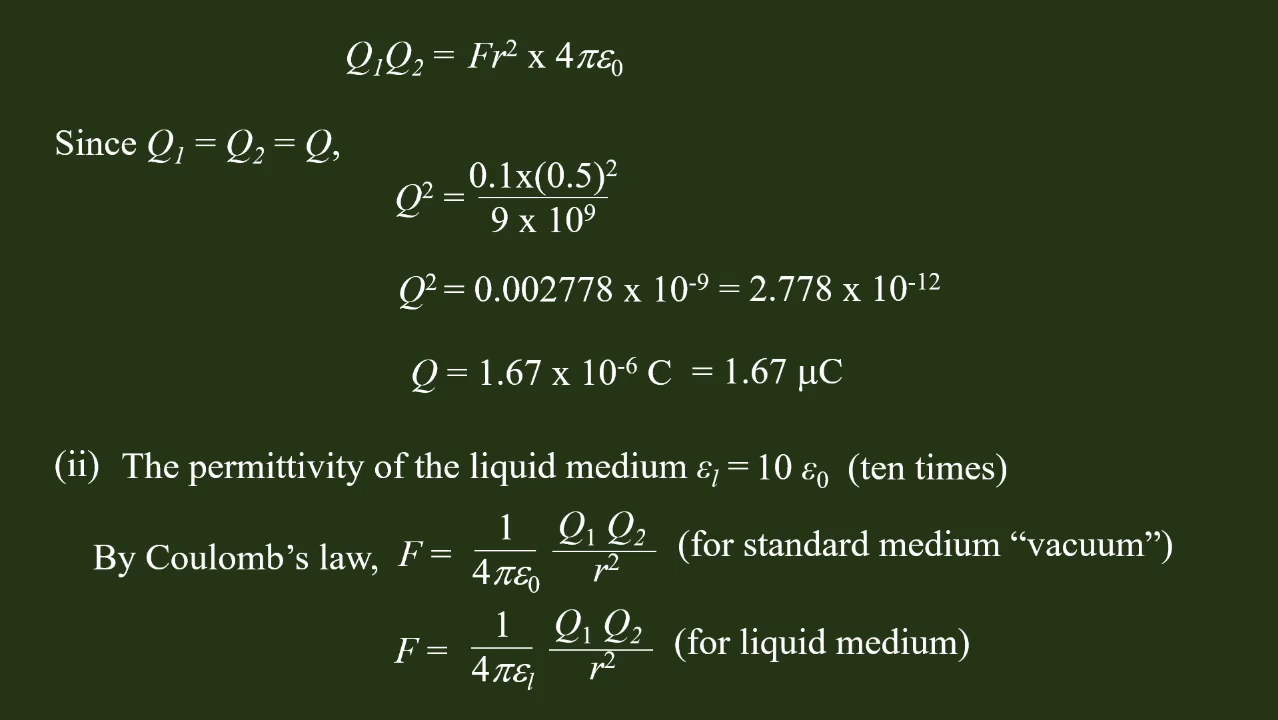 Q₁Q₂ = Fr² x 4πε₀
Since Q₁ = Q₂ = Q,
Q² = 0.1x(0.5)² / 9 x 10⁹
Q² = 0.002778 x 10⁻⁹ = 2.778 x 10⁻¹²
Q = 1.67 x 10⁻⁶ C = 1.67 μC
(ii) The permittivity of the liquid medium εₗ = 10 ε₀ (ten times)
By Coulomb’s law, F = 1 / 4πε₀ Q₁ Q₂ / r² (for standard medium “vacuum”)
F = 1 / 4πεₗ Q₁ Q₂ / r² (for liquid medium)